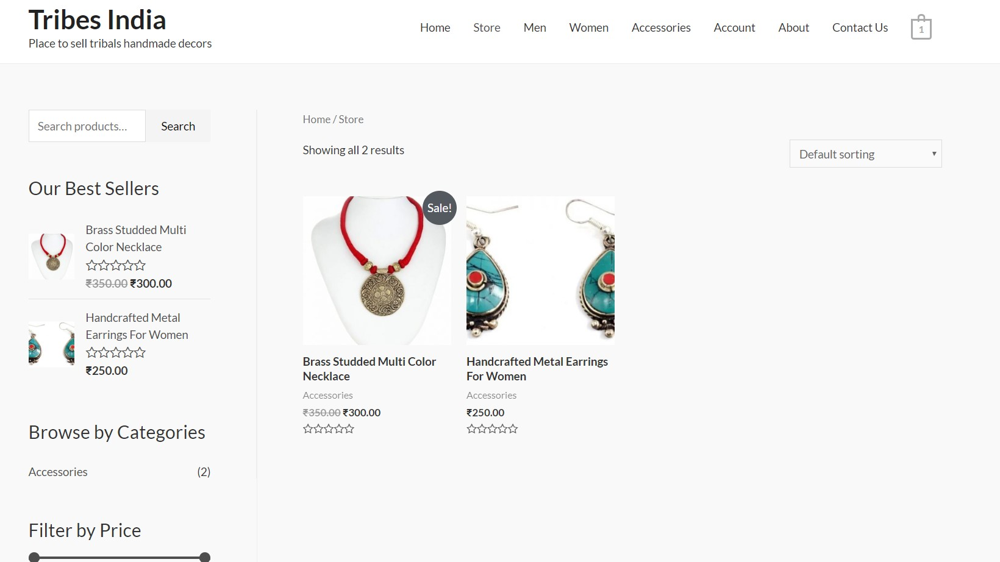 Tribes India
Place to sell tribals handmade decors
Home
Store
Men
Women
Accessories
Account
About
Contact Us
1
Search products...
Search
Our Best Sellers
Brass Studded Multi
Color Necklace
₹350.00 ₹300.00
Handcrafted Metal
Earrings For Women
₹250.00
Browse by Categories
Accessories (2)
Filter by Price
Home / Store
Showing all 2 results
Default sorting
Sale!
Brass Studded Multi Color
Necklace
Accessories
₹350.00 ₹300.00
Handcrafted Metal Earrings
For Women
Accessories
₹250.00